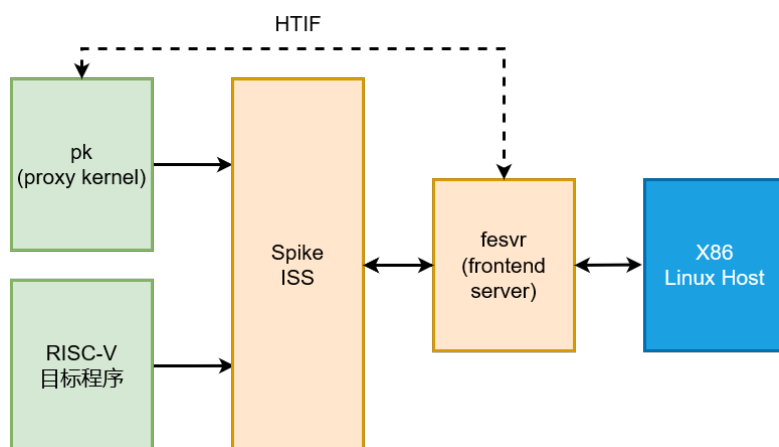 HTIF
pk
(proxy kernel)
Spike
ISS
fesvr
(frontend
server)
X86
Linux Host
RISC-V
目标程序